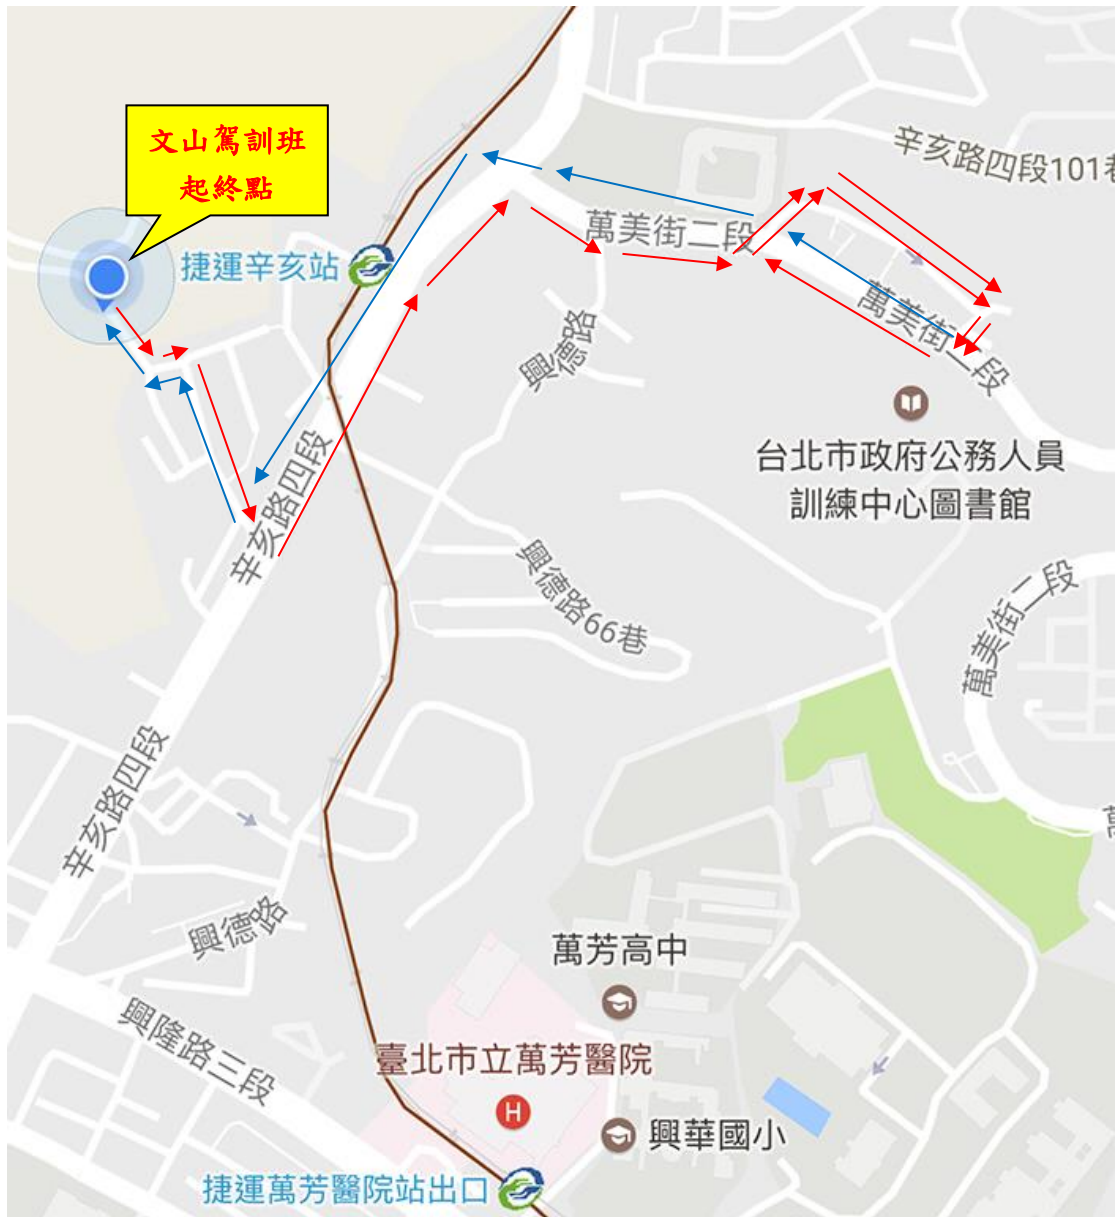 文山駕訓班
起終點
辛亥路四段101巷
捷運辛亥站
萬美街二段
萬美街二段
興德路
台北市政府公務人員
訓練中心圖書館
辛亥路四段
興德路66巷
萬美街二段
辛亥路四段
興德路
萬芳高中
興隆路三段
臺北市立萬芳醫院
H
興華國小
捷運萬芳醫院站出口